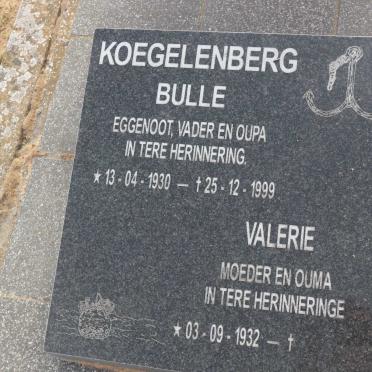 KOEGELENBERG
BULLE
EGGENOOT, VADER EN OUPA
IN TERE HERINNERING.
★ 13 - 04 - 1930 — † 25 - 12 - 1999
VALERIE
MOEDER EN OUMA
IN TERE HERINNERINGE
★ 03 - 09 - 1932 — †